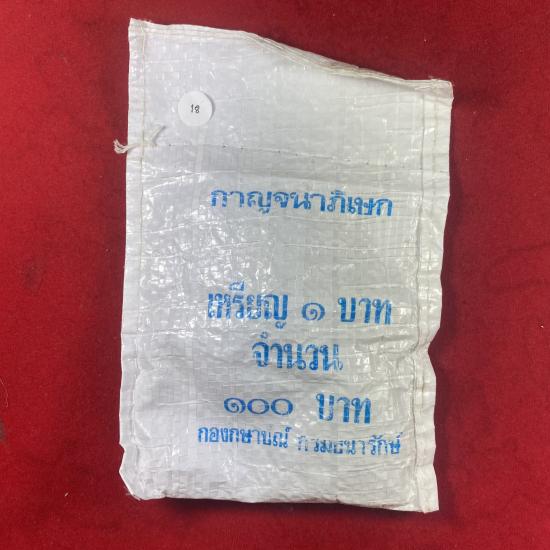 18
กาญจนาภิเษก
เหรียญ ๑ บาท
จำนวน
๑๐๐ บาท
กองกษาปณ์ กรมธนารักษ์